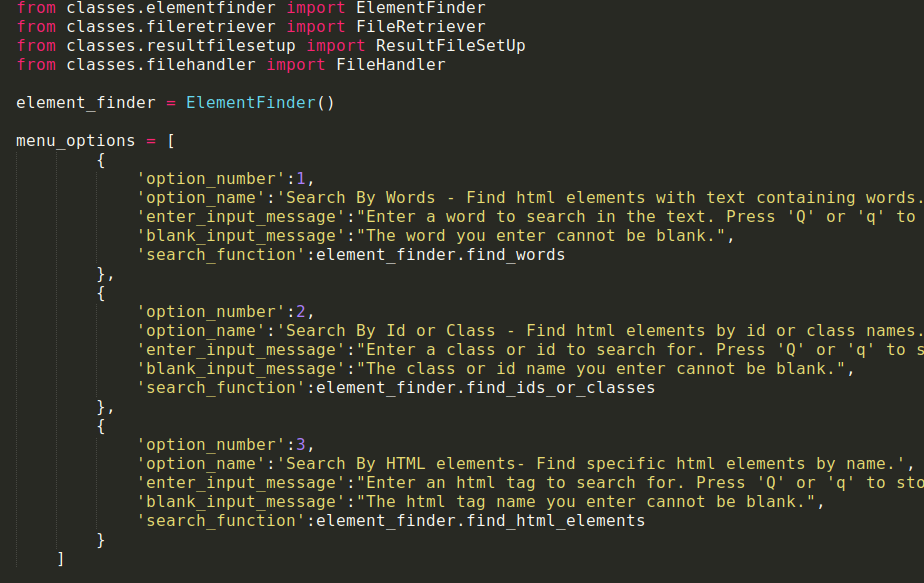 from classes.elementfinder import ElementFinder
from classes.fileretriever import FileRetriever
from classes.resultfilesetup import ResultFileSetUp
from classes.filehandler import FileHandler
element_finder = ElementFinder()
menu_options = [
{
'option_number':1,
'option_name':'Search By Words - Find html elements with text containing words.
'enter_input_message':"Enter a word to search in the text. Press 'Q' or 'q' to
'blank_input_message':"The word you enter cannot be blank.",
'search_function':element_finder.find_words
},
{
'option_number':2,
'option_name':'Search By Id or Class - Find html elements by id or class names.
'enter_input_message':"Enter a class or id to search for. Press 'Q' or 'q' to s
'blank_input_message':"The class or id name you enter cannot be blank.",
'search_function':element_finder.find_ids_or_classes
},
{
'option_number':3,
'option_name':'Search By HTML elements- Find specific html elements by name.',
'enter_input_message':"Enter an html tag to search for. Press 'Q' or 'q' to sto
'blank_input_message':"The html tag name you enter cannot be blank.",
'search_function':element_finder.find_html_elements
}
]